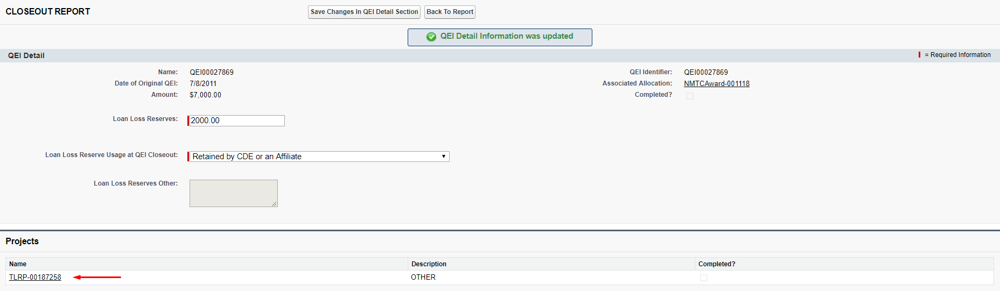 CLOSEOUT REPORT
Save Changes In QEI Detail Section
Back To Report
QEI Detail Information was updated
QEI Detail
= Required Information
Name: QEI00027869
QEI Identifier: QEI00027869
Date of Original QEI: 7/8/2011
Associated Allocation: NMTCAward-001118
Amount: $7,000.00
Completed?
Loan Loss Reserves: 2000.00
Loan Loss Reserve Usage at QEI Closeout: Retained by CDE or an Affiliate
Loan Loss Reserves Other:
Projects
Name Description Completed?
TLRP-00187258 OTHER